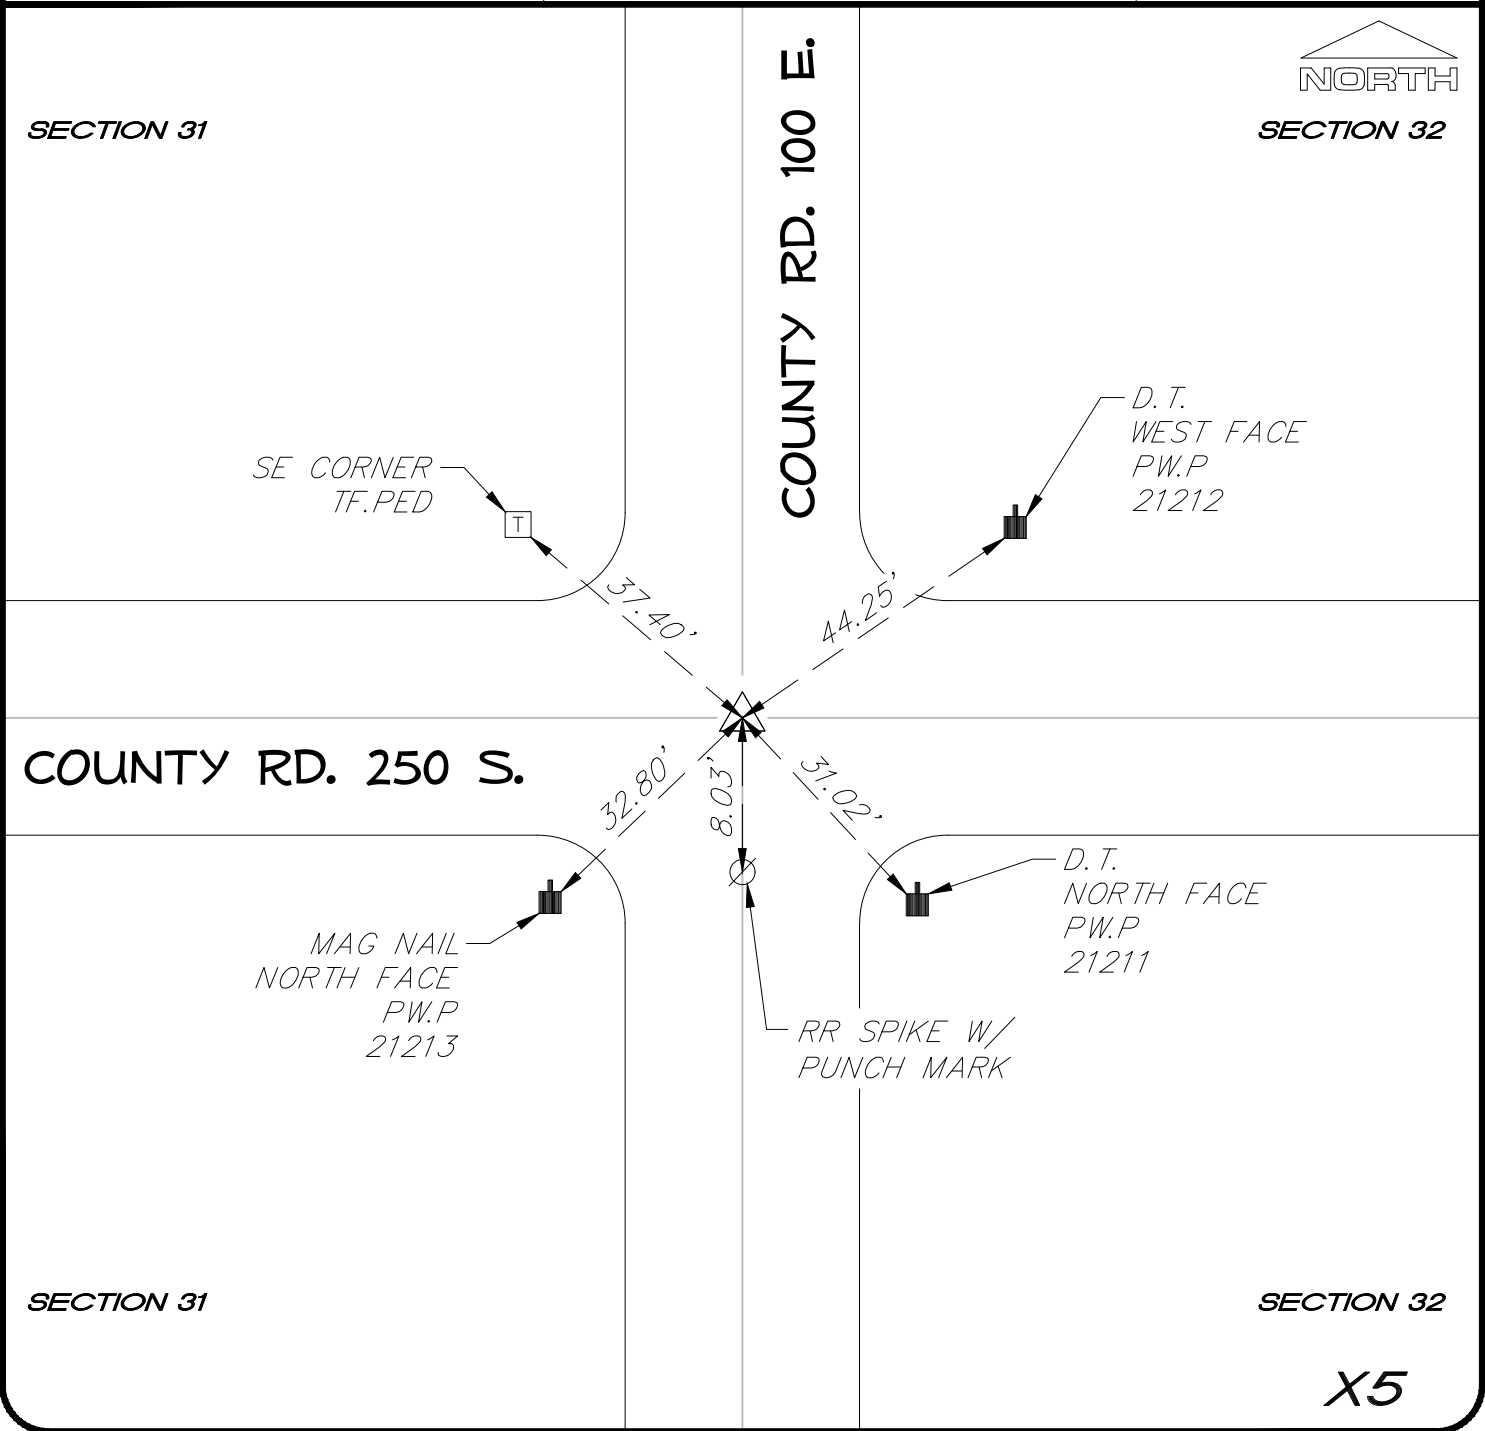 NORTH
SECTION 31
SECTION 32
COUNTY RD. 100 E.
D.T.
WEST FACE
PW.P
21212
SE CORNER
TF.PED
T
37.40'
44.25'
COUNTY RD. 250 S.
32.80'
8.03'
31.02'
D.T.
NORTH FACE
PW.P
21211
MAG NAIL
NORTH FACE
PW.P
21213
RR SPIKE W/
PUNCH MARK
SECTION 31
SECTION 32
X5